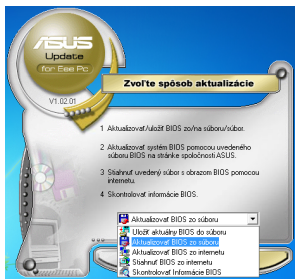 ASUS
Update
for Eee Pc
V1.02.01
Zvoľte spôsob aktualizácie
1 Aktualizovať/uložiť BIOS zo/na súboru/súbor.
2 Aktualizovať systém BIOS pomocou uvedeného
súboru BIOS na stránke spoločnosti ASUS.
3 Stiahnuť uvedený súbor s obrazom BIOS pomocou
internetu.
4 Skontrolovať informácie BIOS.
Aktualizovať BIOS zo súboru
Uložiť aktuálny BIOS do súboru
Aktualizovať BIOS zo súboru
Aktualizovať BIOS zo internetu
Stiahnuť BIOS zo internetu
Skontrolovať Informácie BIOS